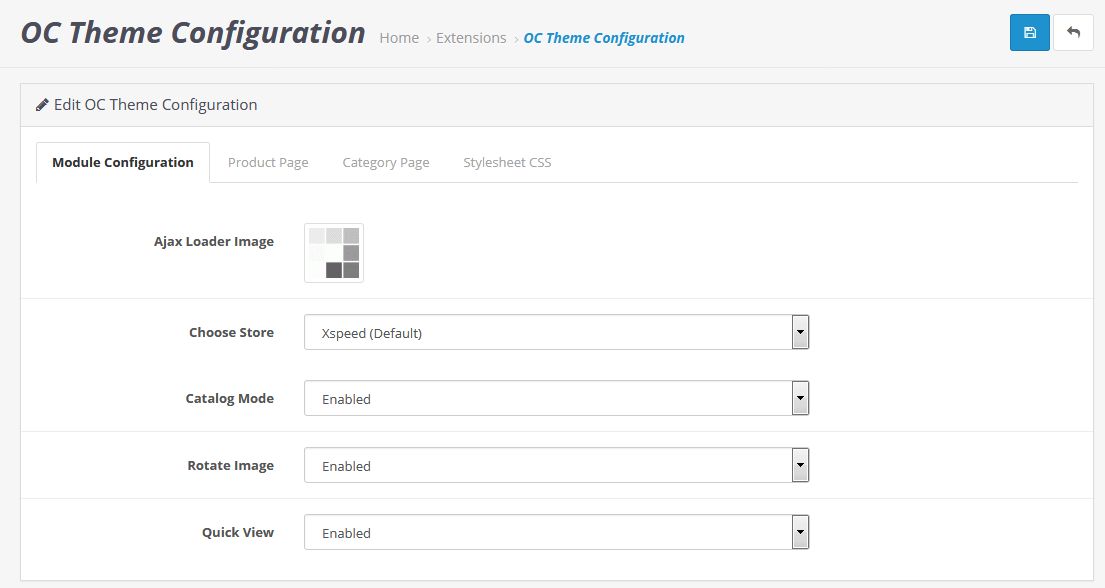 OC Theme Configuration Home › Extensions › OC Theme Configuration
Edit OC Theme Configuration
Module Configuration Product Page Category Page Stylesheet CSS
Ajax Loader Image
Choose Store Xspeed (Default)
Catalog Mode Enabled
Rotate Image Enabled
Quick View Enabled